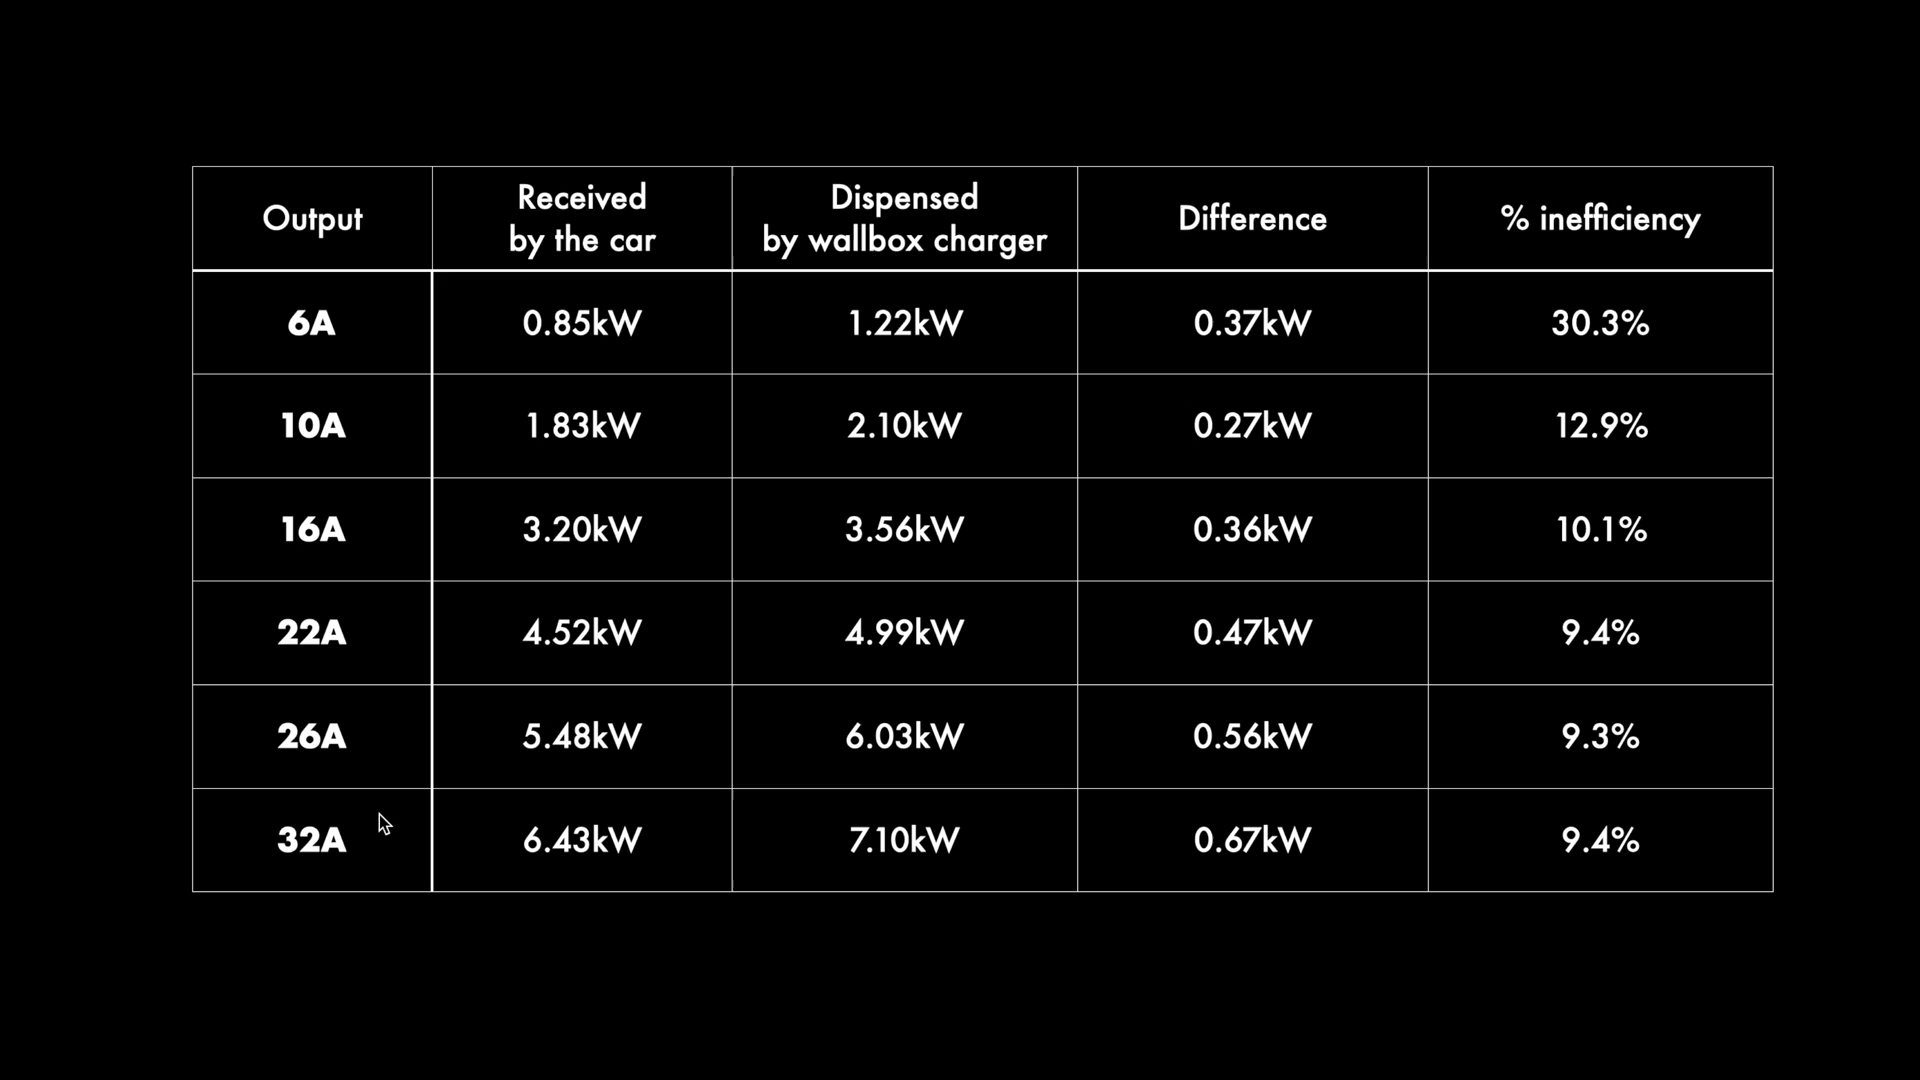 Output
Received
by the car
Dispensed
by wallbox charger
Difference
% inefficiency
6A
0.85kW
1.22kW
0.37kW
30.3%
10A
1.83kW
2.10kW
0.27kW
12.9%
16A
3.20kW
3.56kW
0.36kW
10.1%
22A
4.52kW
4.99kW
0.47kW
9.4%
26A
5.48kW
6.03kW
0.56kW
9.3%
32A
6.43kW
7.10kW
0.67kW
9.4%